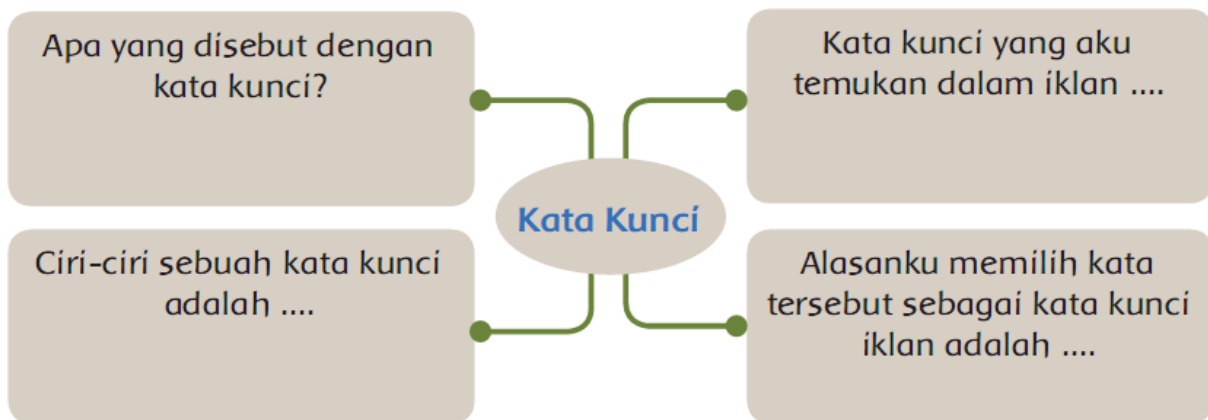 Apa yang disebut dengan
kata kunci?
Kata kunci yang aku
temukan dalam iklan ....
Kata Kunci
Ciri-ciri sebuah kata kunci
adalah ....
Alasanku memilih kata
tersebut sebagai kata kunci
iklan adalah ....